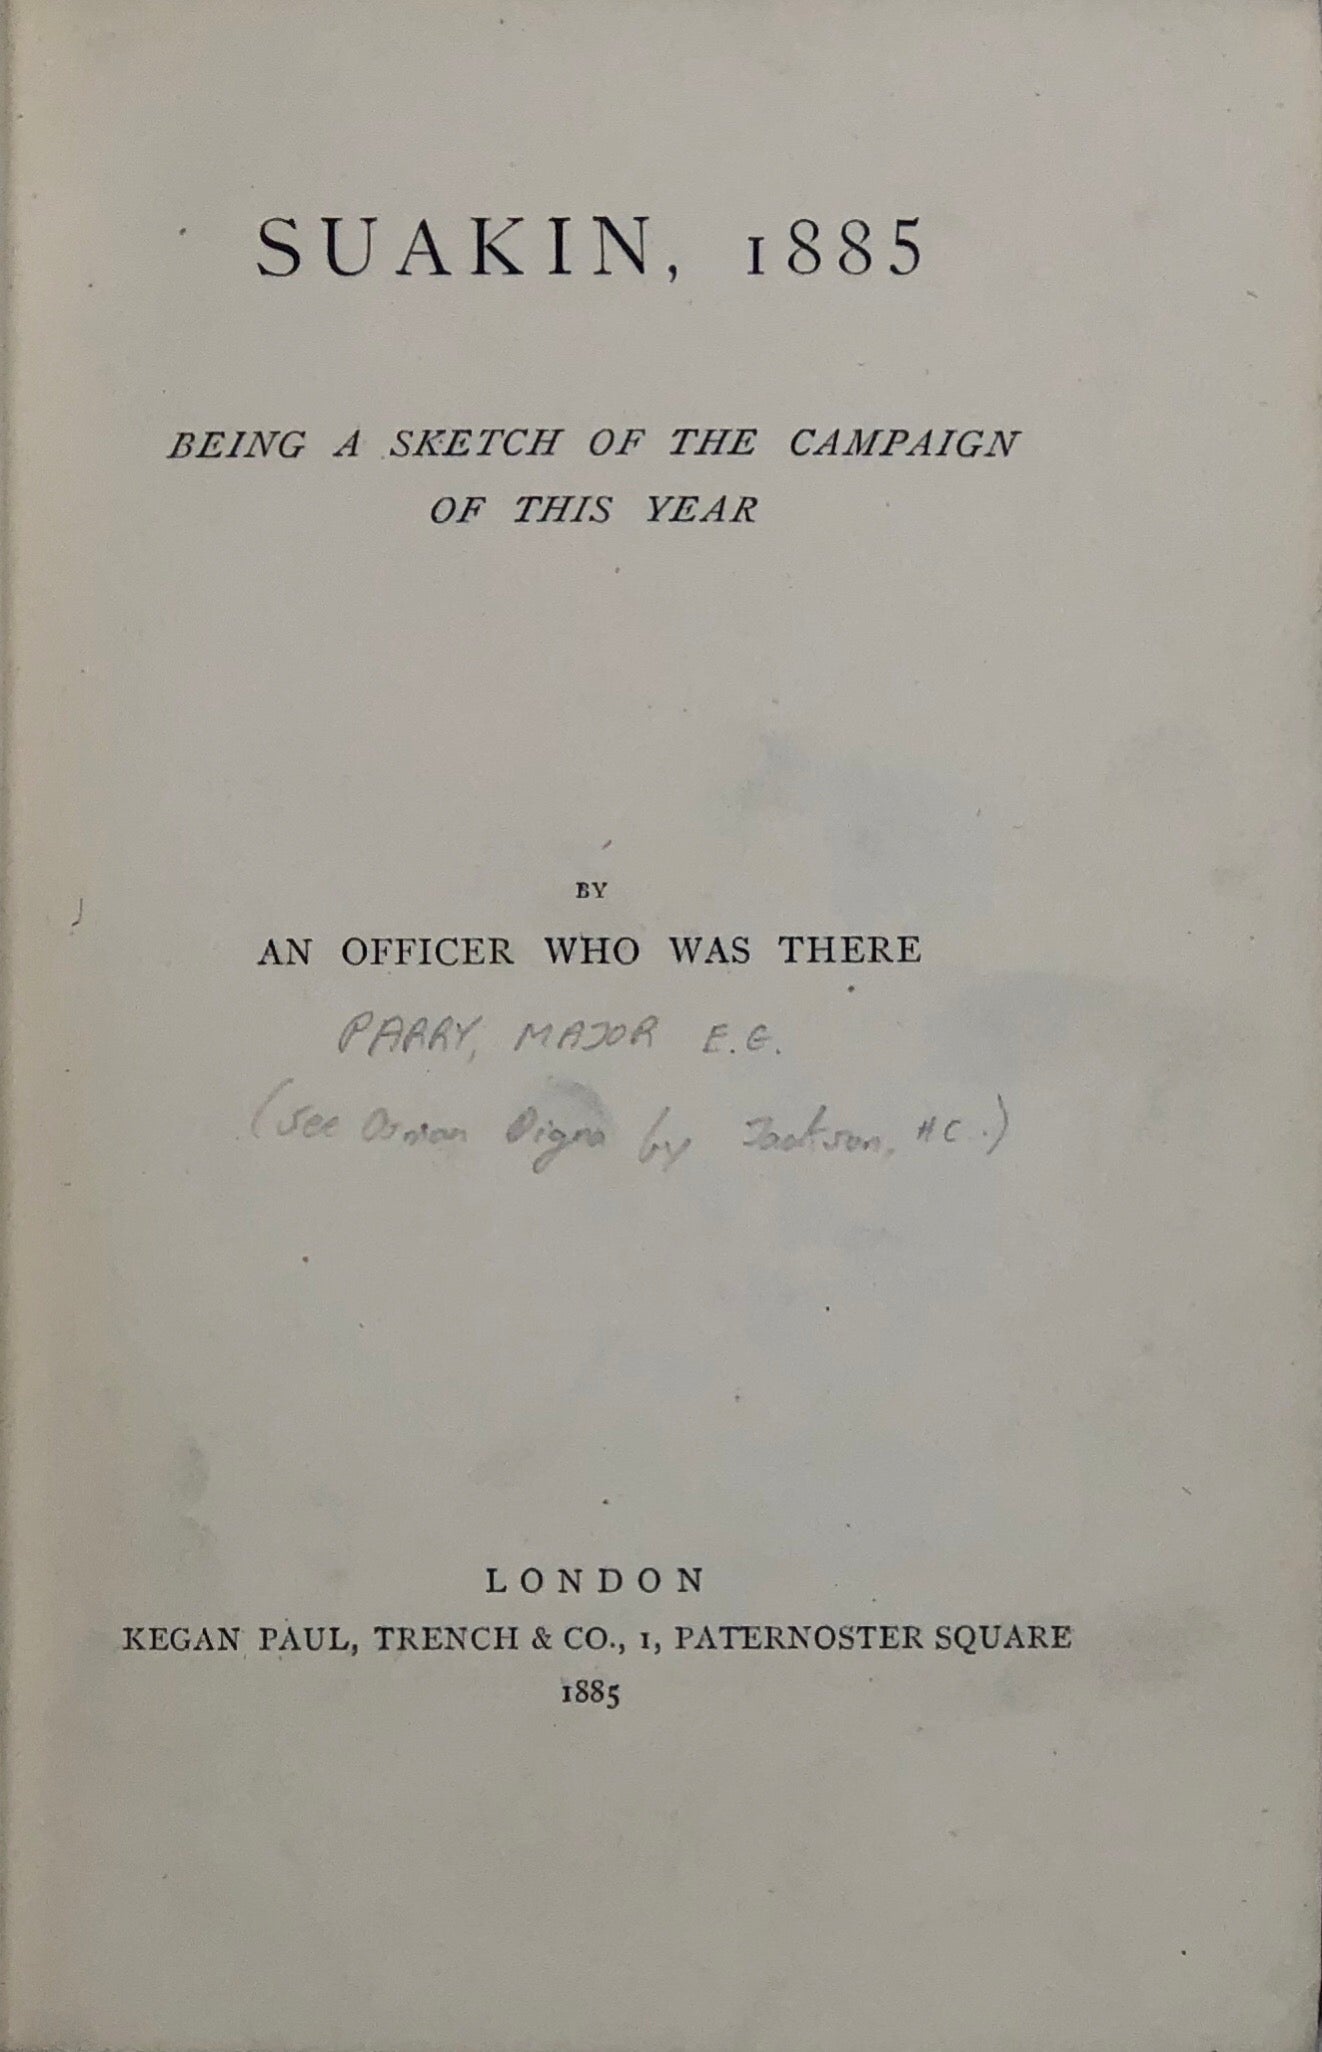 SUAKIN, 1885
BEING A SKETCH OF THE CAMPAIGN
OF THIS YEAR
BY
AN OFFICER WHO WAS THERE
PARRY, MAJOR E.G.
(See Osman Digna by Jackson, HC.)
LONDON
KEGAN PAUL, TRENCH & CO., 1, PATERNOSTER SQUARE
1885